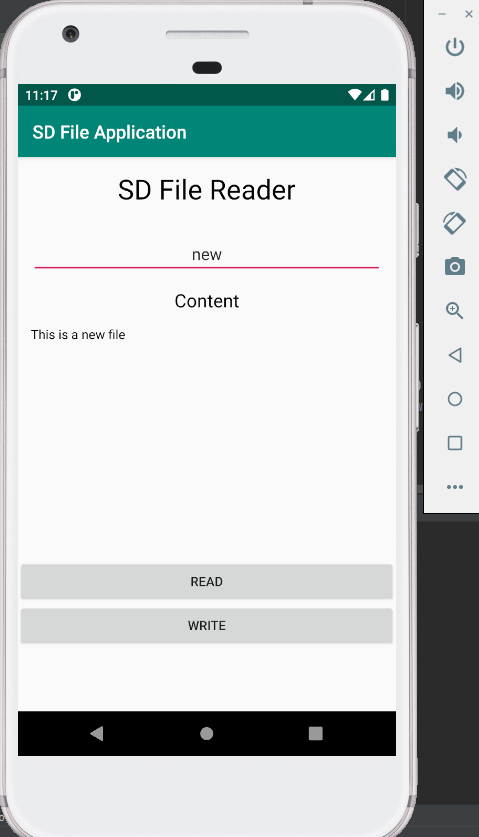 11:17
SD File Application
SD File Reader
new
Content
This is a new file
READ
WRITE